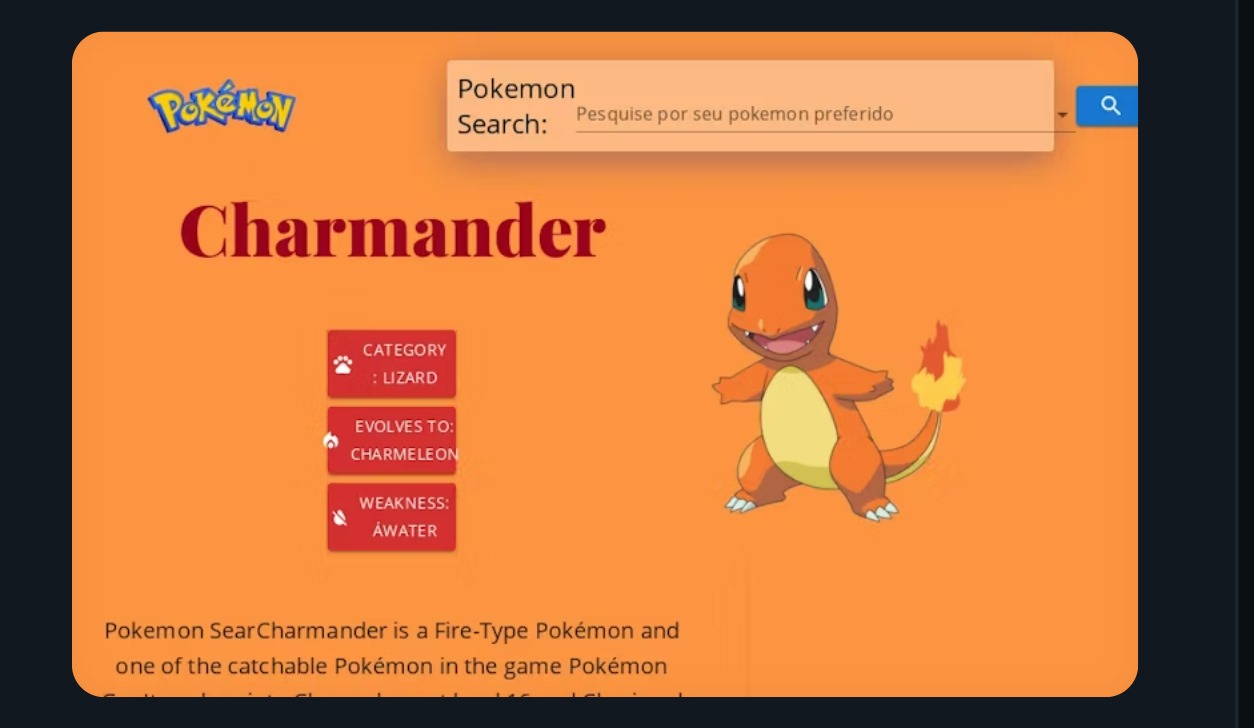 POKéMON
Pokemon
Search:
Pesquise por seu pokemon preferido
Charmander
CATEGORY
: LIZARD
EVOLVES TO:
CHARMELEON
WEAKNESS:
ÁWATER
Pokemon SearCharmander is a Fire-Type Pokémon and
one of the catchable Pokémon in the game Pokémon